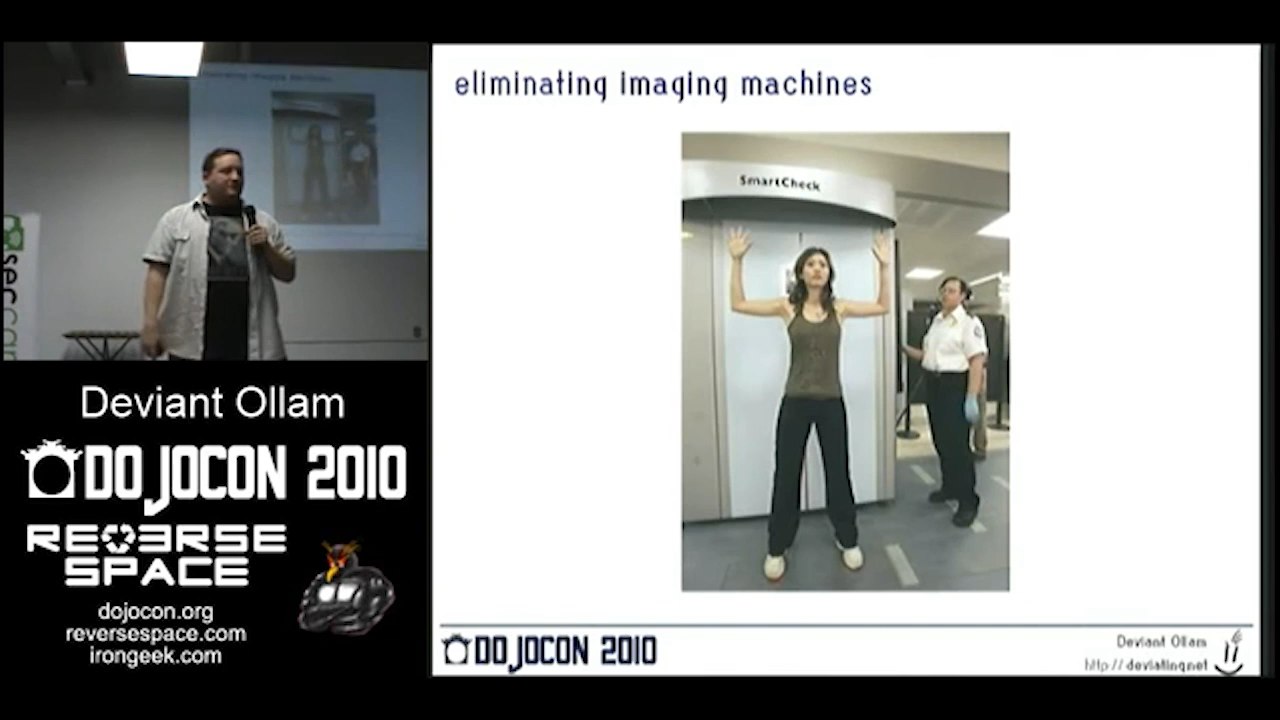 eliminating imaging machines
SmartCheck
Deviant Ollam
DOJOCON 2010
REVERSE
SPACE
dojocon.org
reversespace.com
irongeek.com
DOJOCON 2010
Deviant Ollam
http://deviating.net